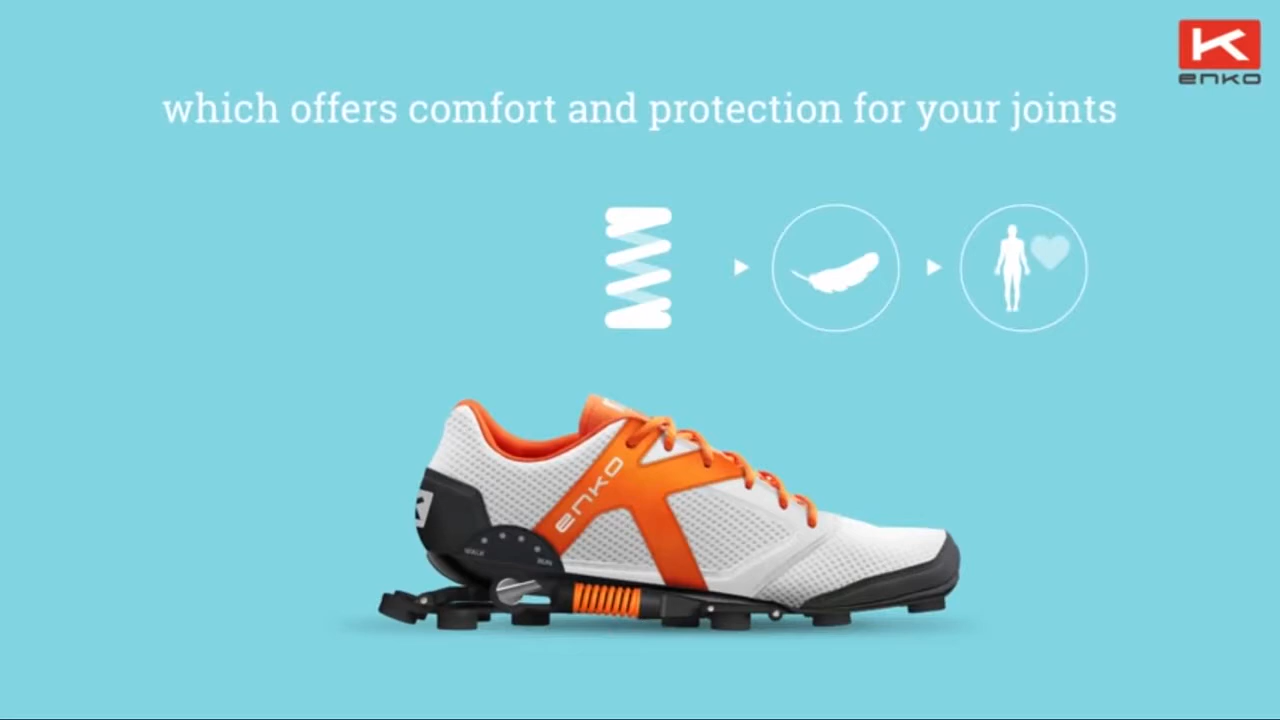 K
enko
which offers comfort and protection for your joints
enko
K
WALK
RUN